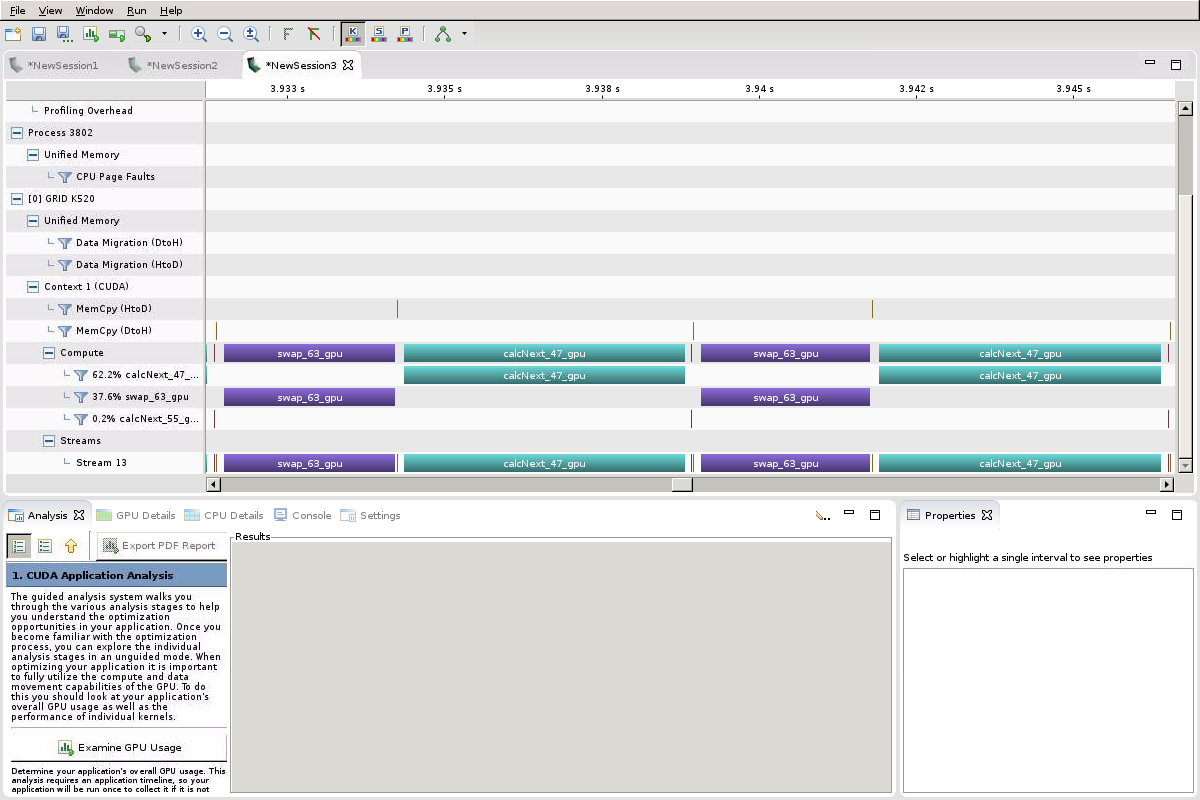 File View Window Run Help
*NewSession1 *NewSession2 *NewSession3
3.933 s 3.935 s 3.938 s 3.94 s 3.942 s 3.945 s
Profiling Overhead
Process 3802
Unified Memory
CPU Page Faults
[0] GRID K520
Unified Memory
Data Migration (DtoH)
Data Migration (HtoD)
Context 1 (CUDA)
MemCpy (HtoD)
MemCpy (DtoH)
Compute swap_63_gpu calcNext_47_gpu swap_63_gpu calcNext_47_gpu
62.2% calcNext_47_... calcNext_47_gpu calcNext_47_gpu
37.6% swap_63_gpu swap_63_gpu swap_63_gpu
0.2% calcNext_55_g...
Streams
Stream 13 swap_63_gpu calcNext_47_gpu swap_63_gpu calcNext_47_gpu
Analysis GPU Details CPU Details Console Settings
Export PDF Report
1. CUDA Application Analysis
The guided analysis system walks you
through the various analysis stages to help
you understand the optimization
opportunities in your application. Once you
become familiar with the optimization
process, you can explore the individual
analysis stages in an unguided mode. When
optimizing your application it is important
to fully utilize the compute and data
movement capabilities of the GPU. To do
this you should look at your application's
overall GPU usage as well as the
performance of individual kernels.
Examine GPU Usage
Determine your application's overall GPU usage. This
analysis requires an application timeline, so your
application will be run once to collect it if it is not
Results
Properties
Select or highlight a single interval to see properties